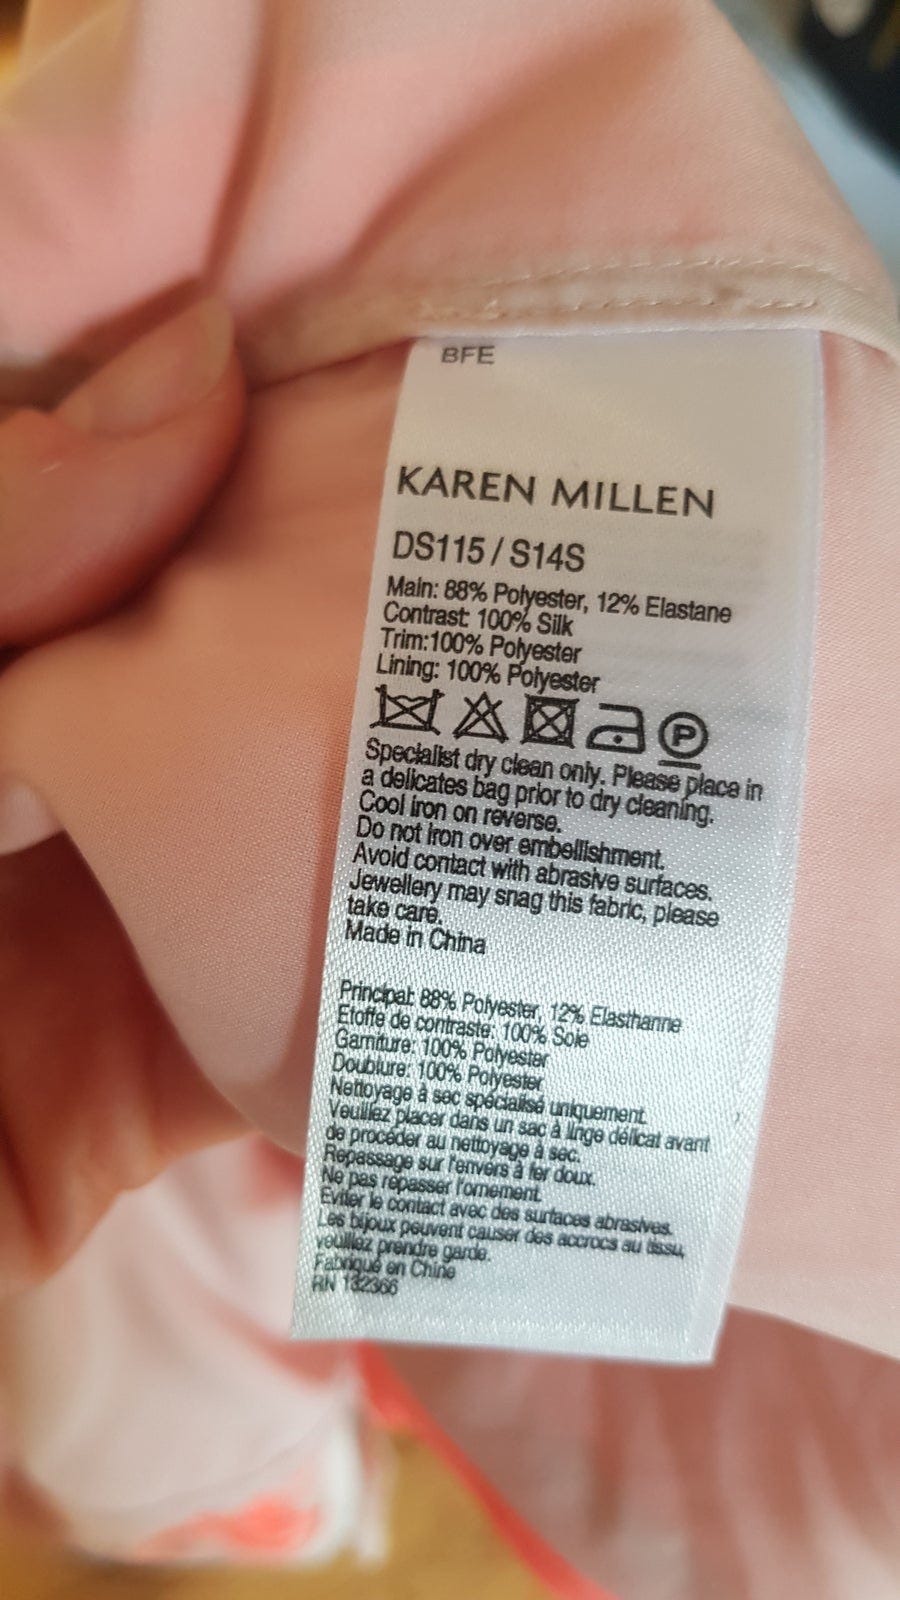 BFE
KAREN MILLEN
DS115 / S14S
Main: 88% Polyester, 12% Elastane
Contrast: 100% Silk
Trim:100% Polyester
Lining: 100% Polyester
P
Specialist dry clean only. Please place in
a delicates bag prior to dry cleaning.
Cool iron on reverse.
Do not iron over embellishment.
Avoid contact with abrasive surfaces.
Jewellery may snag this fabric, please
take care.
Made in China
Principal: 88% Polyester, 12% Elasthanne
Etoffe de contraste: 100% Soie
Garniture: 100% Polyester
Doublure: 100% Polyester
Nettoyage à sec spécialisé uniquement.
Veuillez placer dans un sac à linge délicat avant
de procéder au nettoyage à sec.
Repassage sur l'envers à fer doux.
Ne pas repasser l'ornement.
Eviter le contact avec des surfaces abrasives.
Les bijoux peuvent causer des accrocs au tissu,
veuillez prendre garde.
Fabriqué en Chine
RN 132366